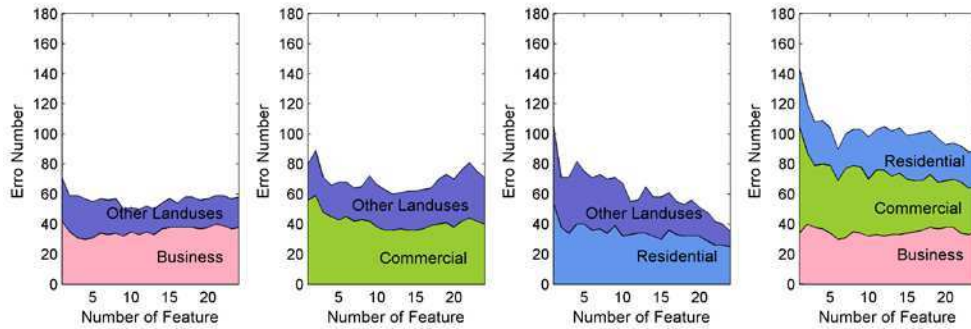 180 180 180 180
160 160 160 160
140 140 140 140
120 120 120 120
Erro Number Erro Number Erro Number Erro Number
100 100 100 100
80 80 80 80
Residential
60 60 60 60
Other Landuses Other Landuses Other Landuses Commercial
40 40 40 40
20 Business 20 Commercial 20 Residential 20 Business
0 0 0 0
5 10 15 20 5 10 15 20 5 10 15 20 5 10 15 20
Number of Feature Number of Feature Number of Feature Number of Feature